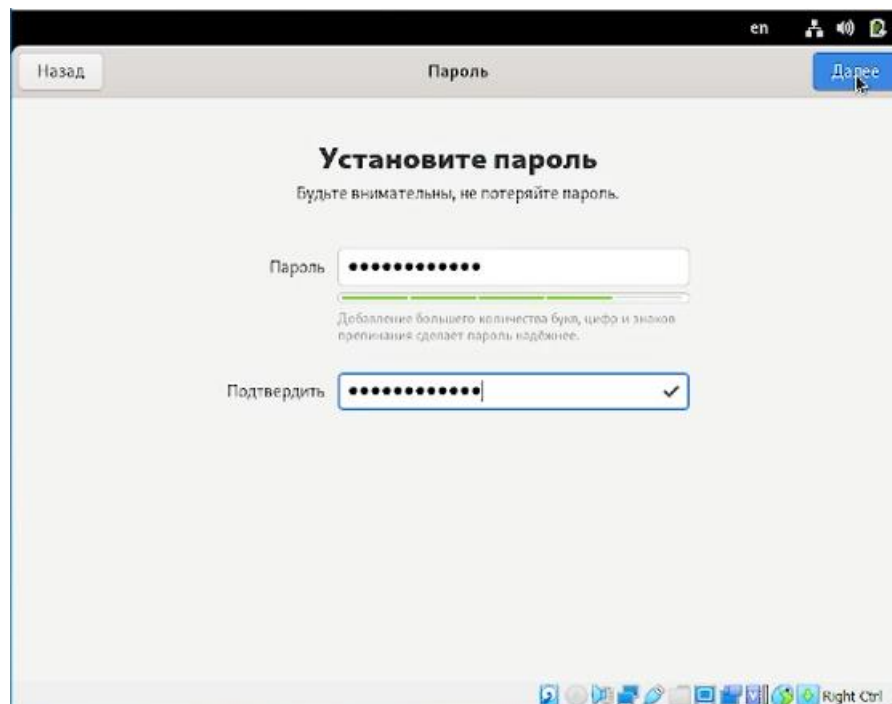 en
Назад
Пароль
Далее
Установите пароль
Будьте внимательны, не потеряйте пароль.
Пароль ••••••••••••
Добавление большего количества букв, цифр и знаков
препинания сделает пароль надёжнее.
Подтвердить ••••••••••••
Right Ctrl